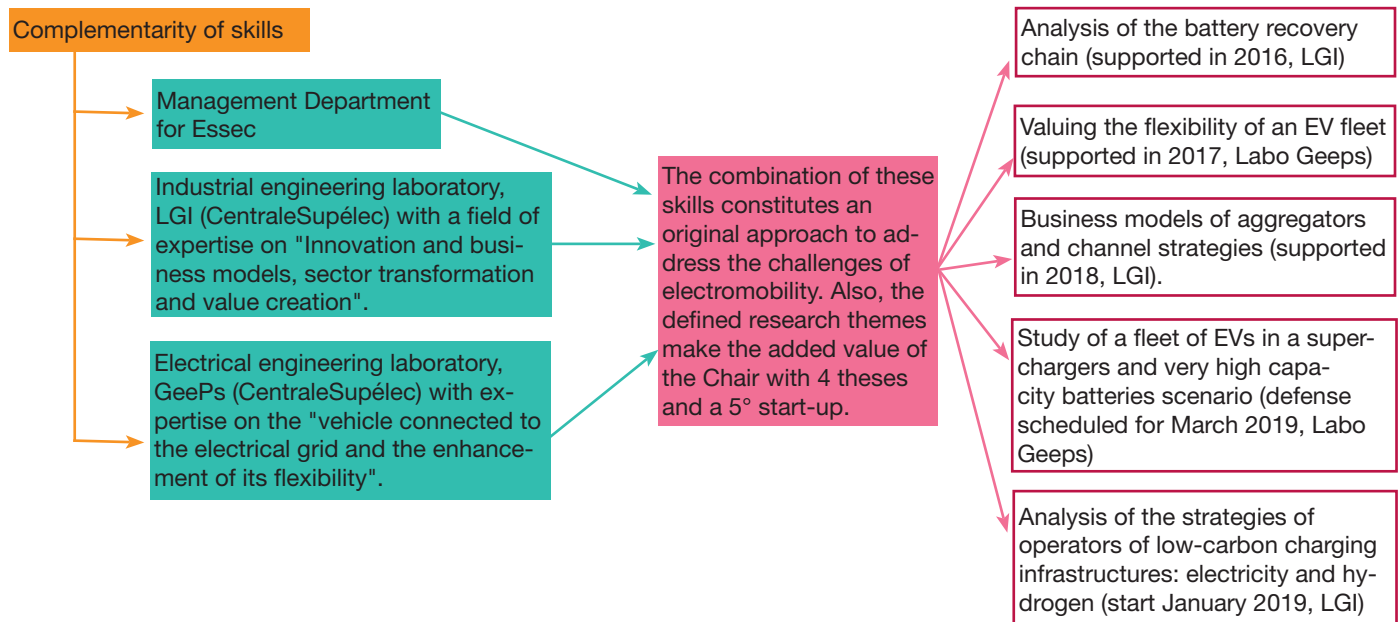 Complementarity of skills
Management Department
for Essec
Industrial engineering laboratory,
LGI (CentraleSupélec) with a field of
expertise on "Innovation and busi-
ness models, sector transformation
and value creation".
Electrical engineering laboratory,
GeePs (CentraleSupélec) with ex-
pertise on the "vehicle connected to
the electrical grid and the enhance-
ment of its flexibility".
The combination of these
skills constitutes an
original approach to ad-
dress the challenges of
electromobility. Also, the
defined research themes
make the added value of
the Chair with 4 theses
and a 5° start-up.
Analysis of the battery recovery
chain (supported in 2016, LGI)
Valuing the flexibility of an EV fleet
(supported in 2017, Labo Geeps)
Business models of aggregators
and channel strategies (supported
in 2018, LGI).
Study of a fleet of EVs in a super-
chargers and very high capa-
city batteries scenario (defense
scheduled for March 2019, Labo
Geeps)
Analysis of the strategies of
operators of low-carbon charging
infrastructures: electricity and hy-
drogen (start January 2019, LGI)